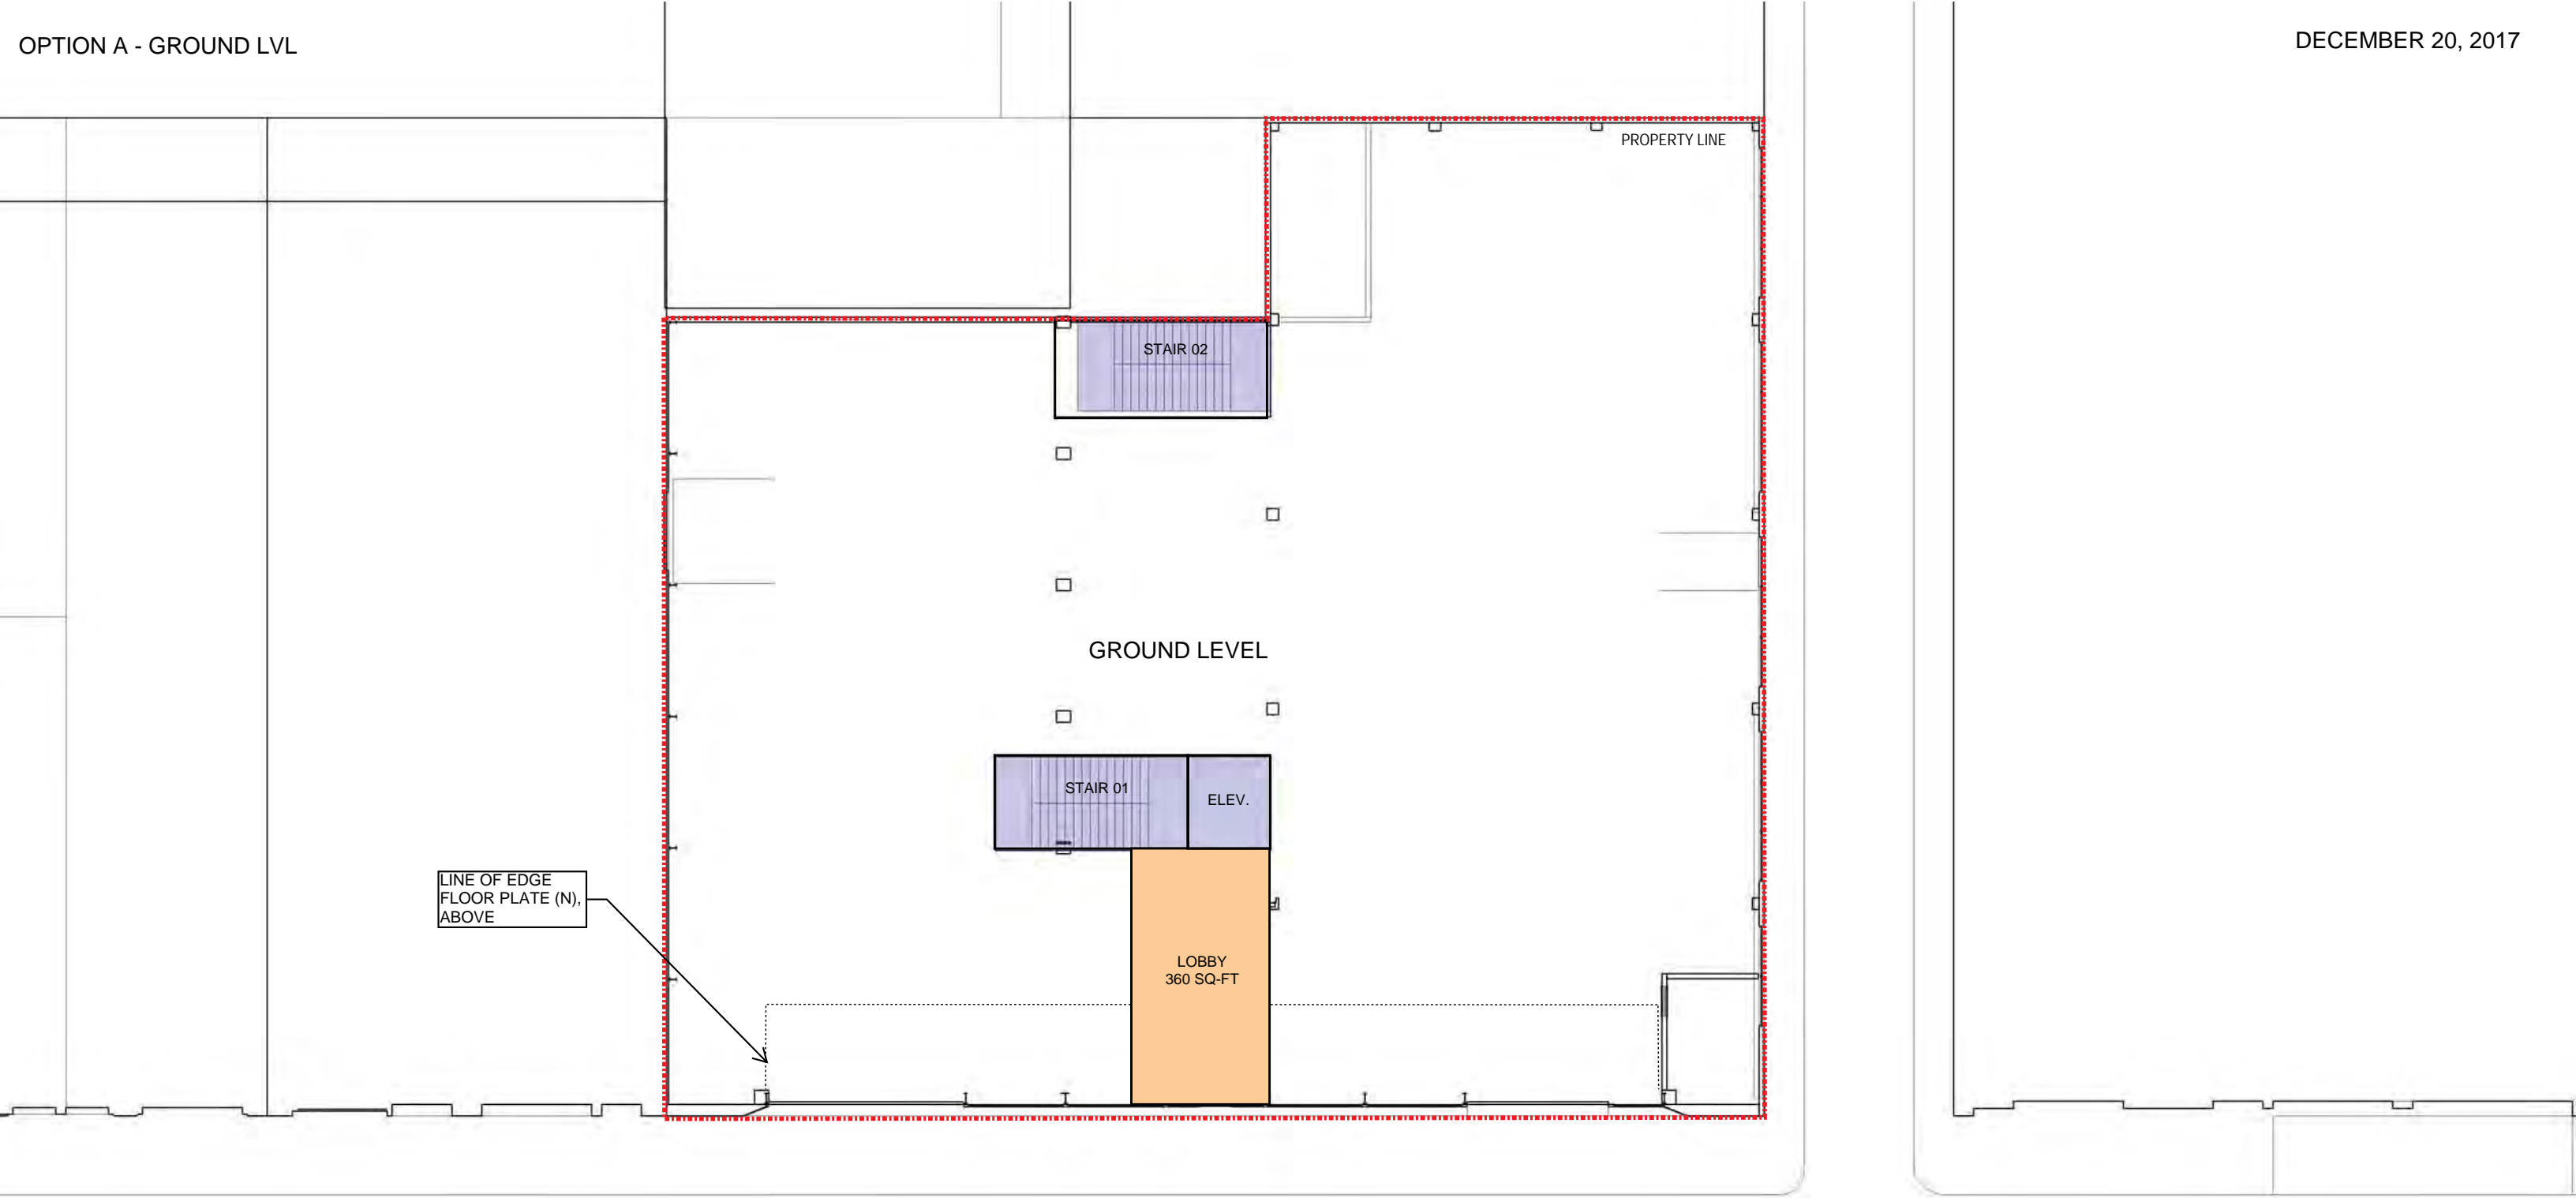 OPTION A - GROUND LVL
DECEMBER 20, 2017
PROPERTY LINE
STAIR 02
GROUND LEVEL
STAIR 01
ELEV.
LINE OF EDGE
FLOOR PLATE (N),
ABOVE
LOBBY
360 SQ-FT